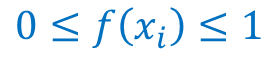 0 ≤ f(xᵢ) ≤ 1